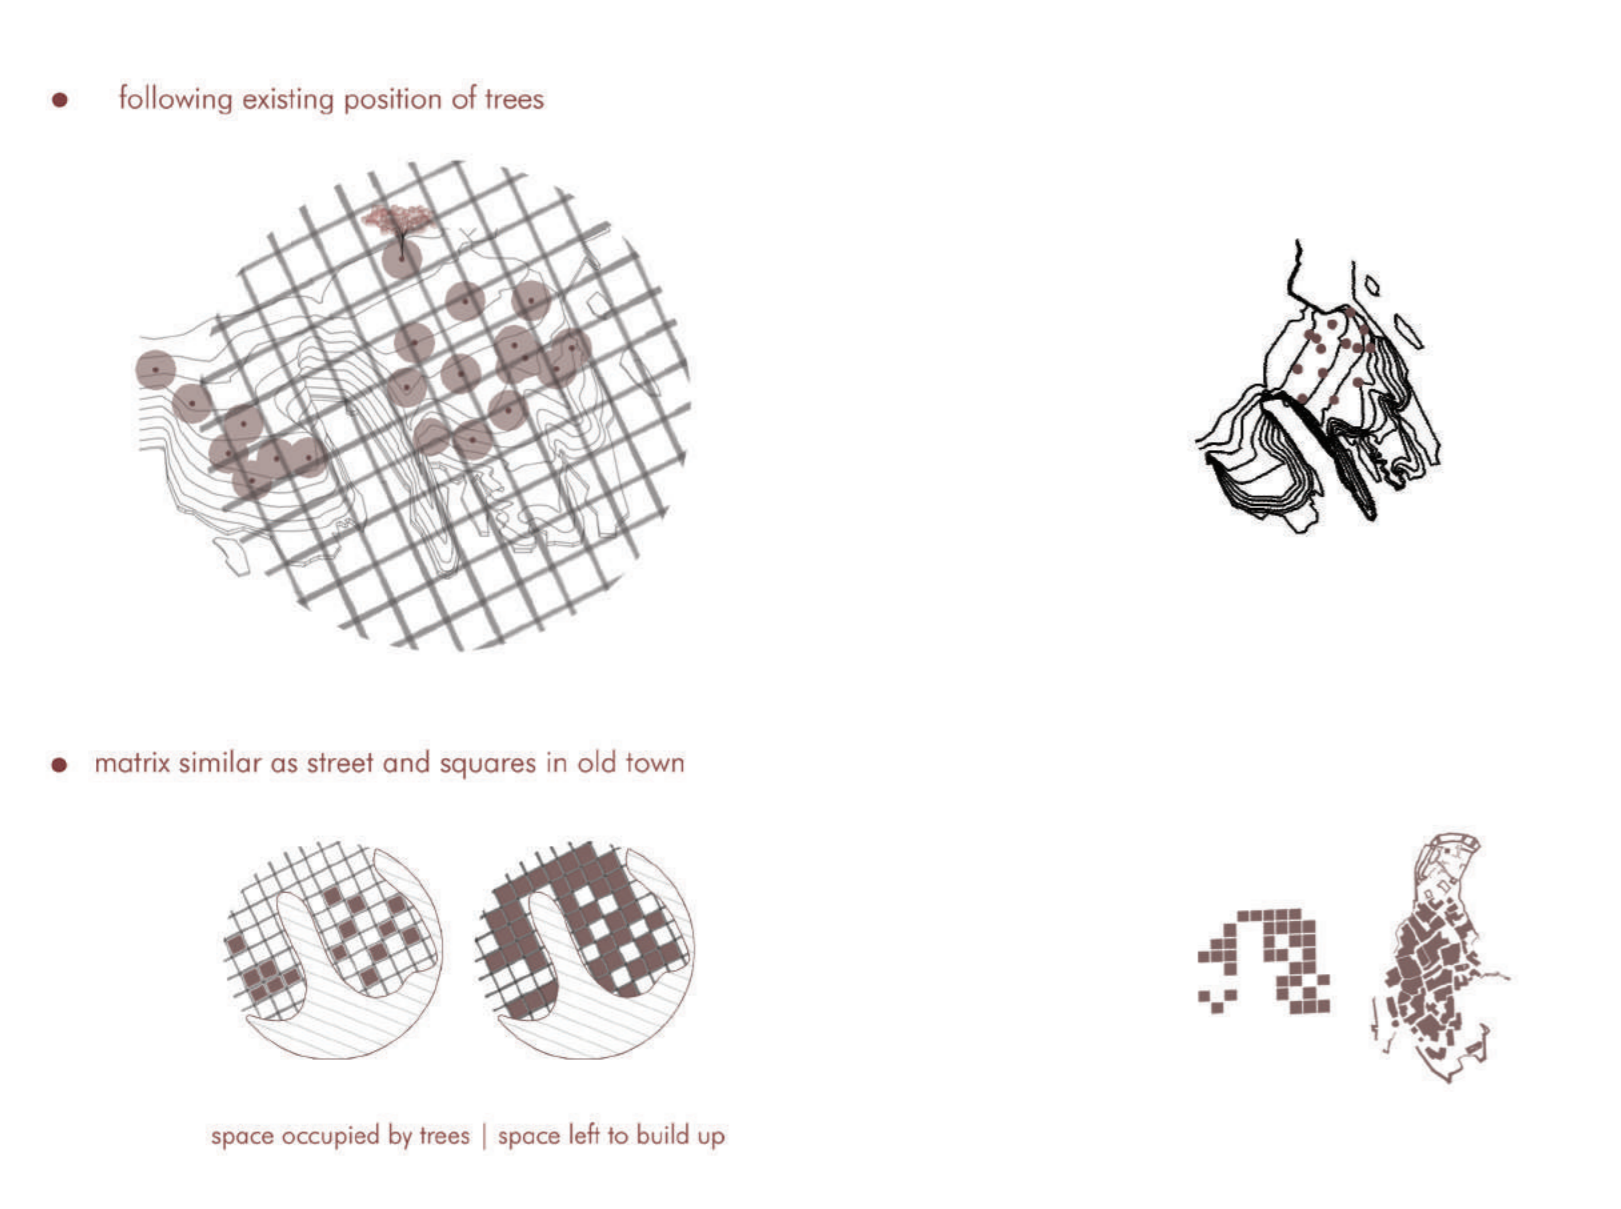 following existing position of trees
matrix similar as street and squares in old town
space occupied by trees | space left to build up